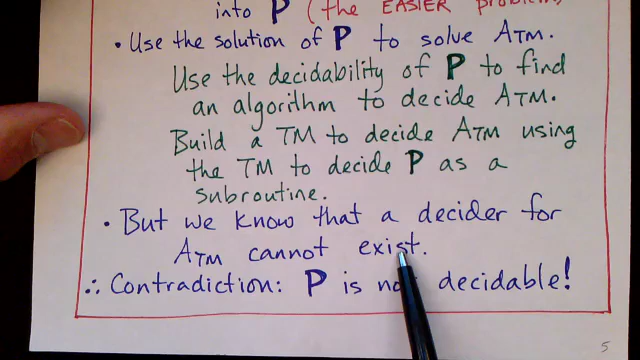 into P (the EASIER problem
• Use the solution of P to solve ATM.
Use the decidability of P to find
an algorithm to decide ATM.
Build a TM to decide ATM using
the TM to decide P as a
subroutine.
• But we know that a decider for
ATM cannot exist.
∴ Contradiction: P is not decidable!
5